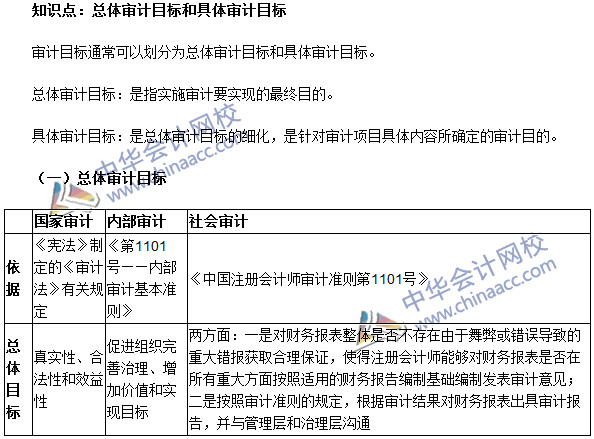 知识点：总体审计目标和具体审计目标
审计目标通常可以划分为总体审计目标和具体审计目标。
总体审计目标：是指实施审计要实现的最终目的。
具体审计目标：是总体审计目标的细化，是针对审计项目具体内容所确定的审计目的。
（一）总体审计目标
国家审计 内部审计 社会审计
依据
《宪法》制
定的《审计
法》有关规
定
《第1101
号——内部
审计基本准
则》
《中国注册会计师审计准则第1101号》
总体目标
真实性、合
法性和效益
性
促进组织完
善治理、增
加价值和实
现目标
两方面：一是对财务报表整体是否不存在由于舞弊或错误导致的
重大错报获取合理保证，使得注册会计师能够对财务报表是否在
所有重大方面按照适用的财务报告编制基础编制发表审计意见；
二是按照审计准则的规定，根据审计结果对财务报表出具审计报
告，并与管理层和治理层沟通
中华会计网校
www.chinaacc.com
中华会计网校
www.chinaacc.com